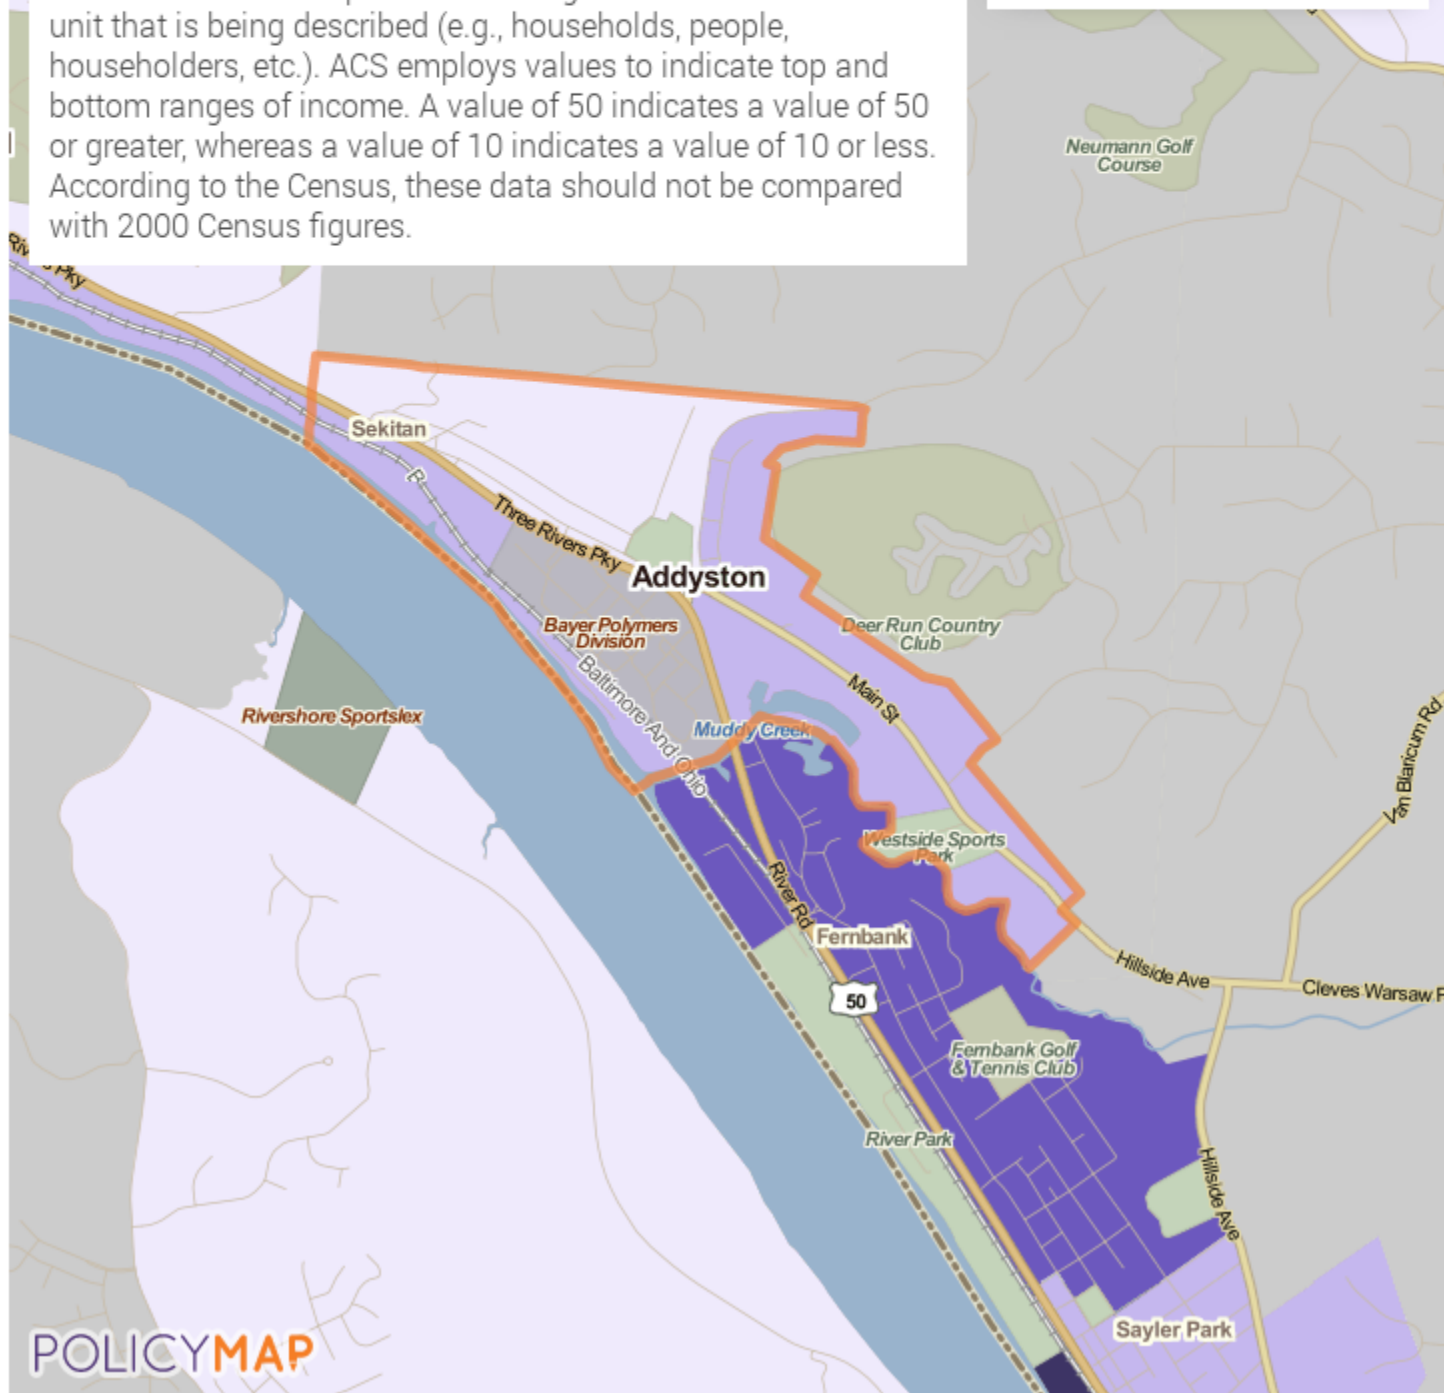 unit that is being described (e.g., households, people,
householders, etc.). ACS employs values to indicate top and
bottom ranges of income. A value of 50 indicates a value of 50
or greater, whereas a value of 10 indicates a value of 10 or less.
According to the Census, these data should not be compared
with 2000 Census figures.
Neumann Golf
Course
Pky
Sekitan
Three Rivers Pky
Addyston
Bayer Polymers
Division
Deer Run Country
Club
Baltimore And Ohio
Main St
Muddy Creek
Rivershore Sportslex
Van Blaricum Rd
Westside Sports
Park
River Rd
Fernbank
Hillside Ave
Cleves Warsaw
50
Fernbank Golf
& Tennis Club
River Park
Hillside Ave
Sayler Park
POLICYMAP